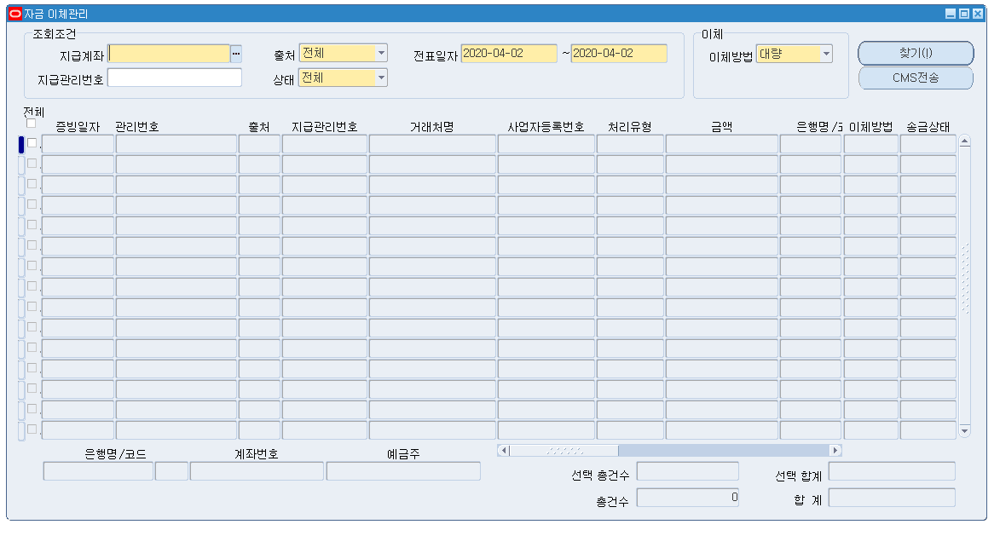 자금 이체관리
조회조건
이체
지급계좌 ... 출처 전체 전표일자 2020-04-02 ~ 2020-04-02 이체방법 대량 찾기(I)
지급관리번호 상태 전체 CMS전송
전체
증빙일자 관리번호 출처 지급관리번호 거래처명 사업자등록번호 처리유형 금액 은행명/코 이체방법 송금상태
은행명/코드 계좌번호 예금주
선택 총건수 선택 합계
총건수 0 합 계